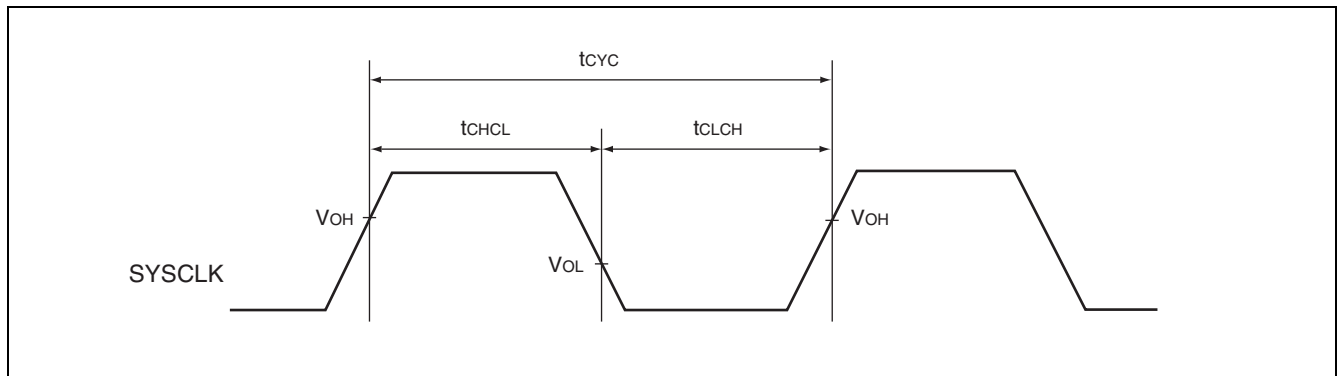 tCYC
tCHCL tCLCH
VOH VOH
VOL
SYSCLK